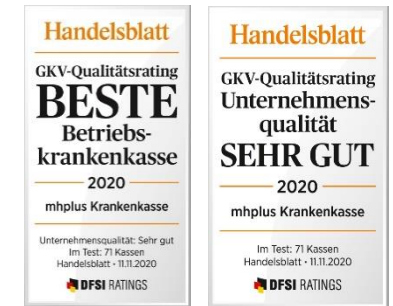 Handelsblatt
GKV-Qualitätsrating
BESTE
Betriebs-
krankenkasse
2020
mhplus Krankenkasse
Unternehmensqualität: Sehr gut
Im Test: 71 Kassen
Handelsblatt · 11.11.2020
DFSI RATINGS
Handelsblatt
GKV-Qualitätsrating
Unternehmens-
qualität
SEHR GUT
2020
mhplus Krankenkasse
Im Test: 71 Kassen
Handelsblatt · 11.11.2020
DFSI RATINGS